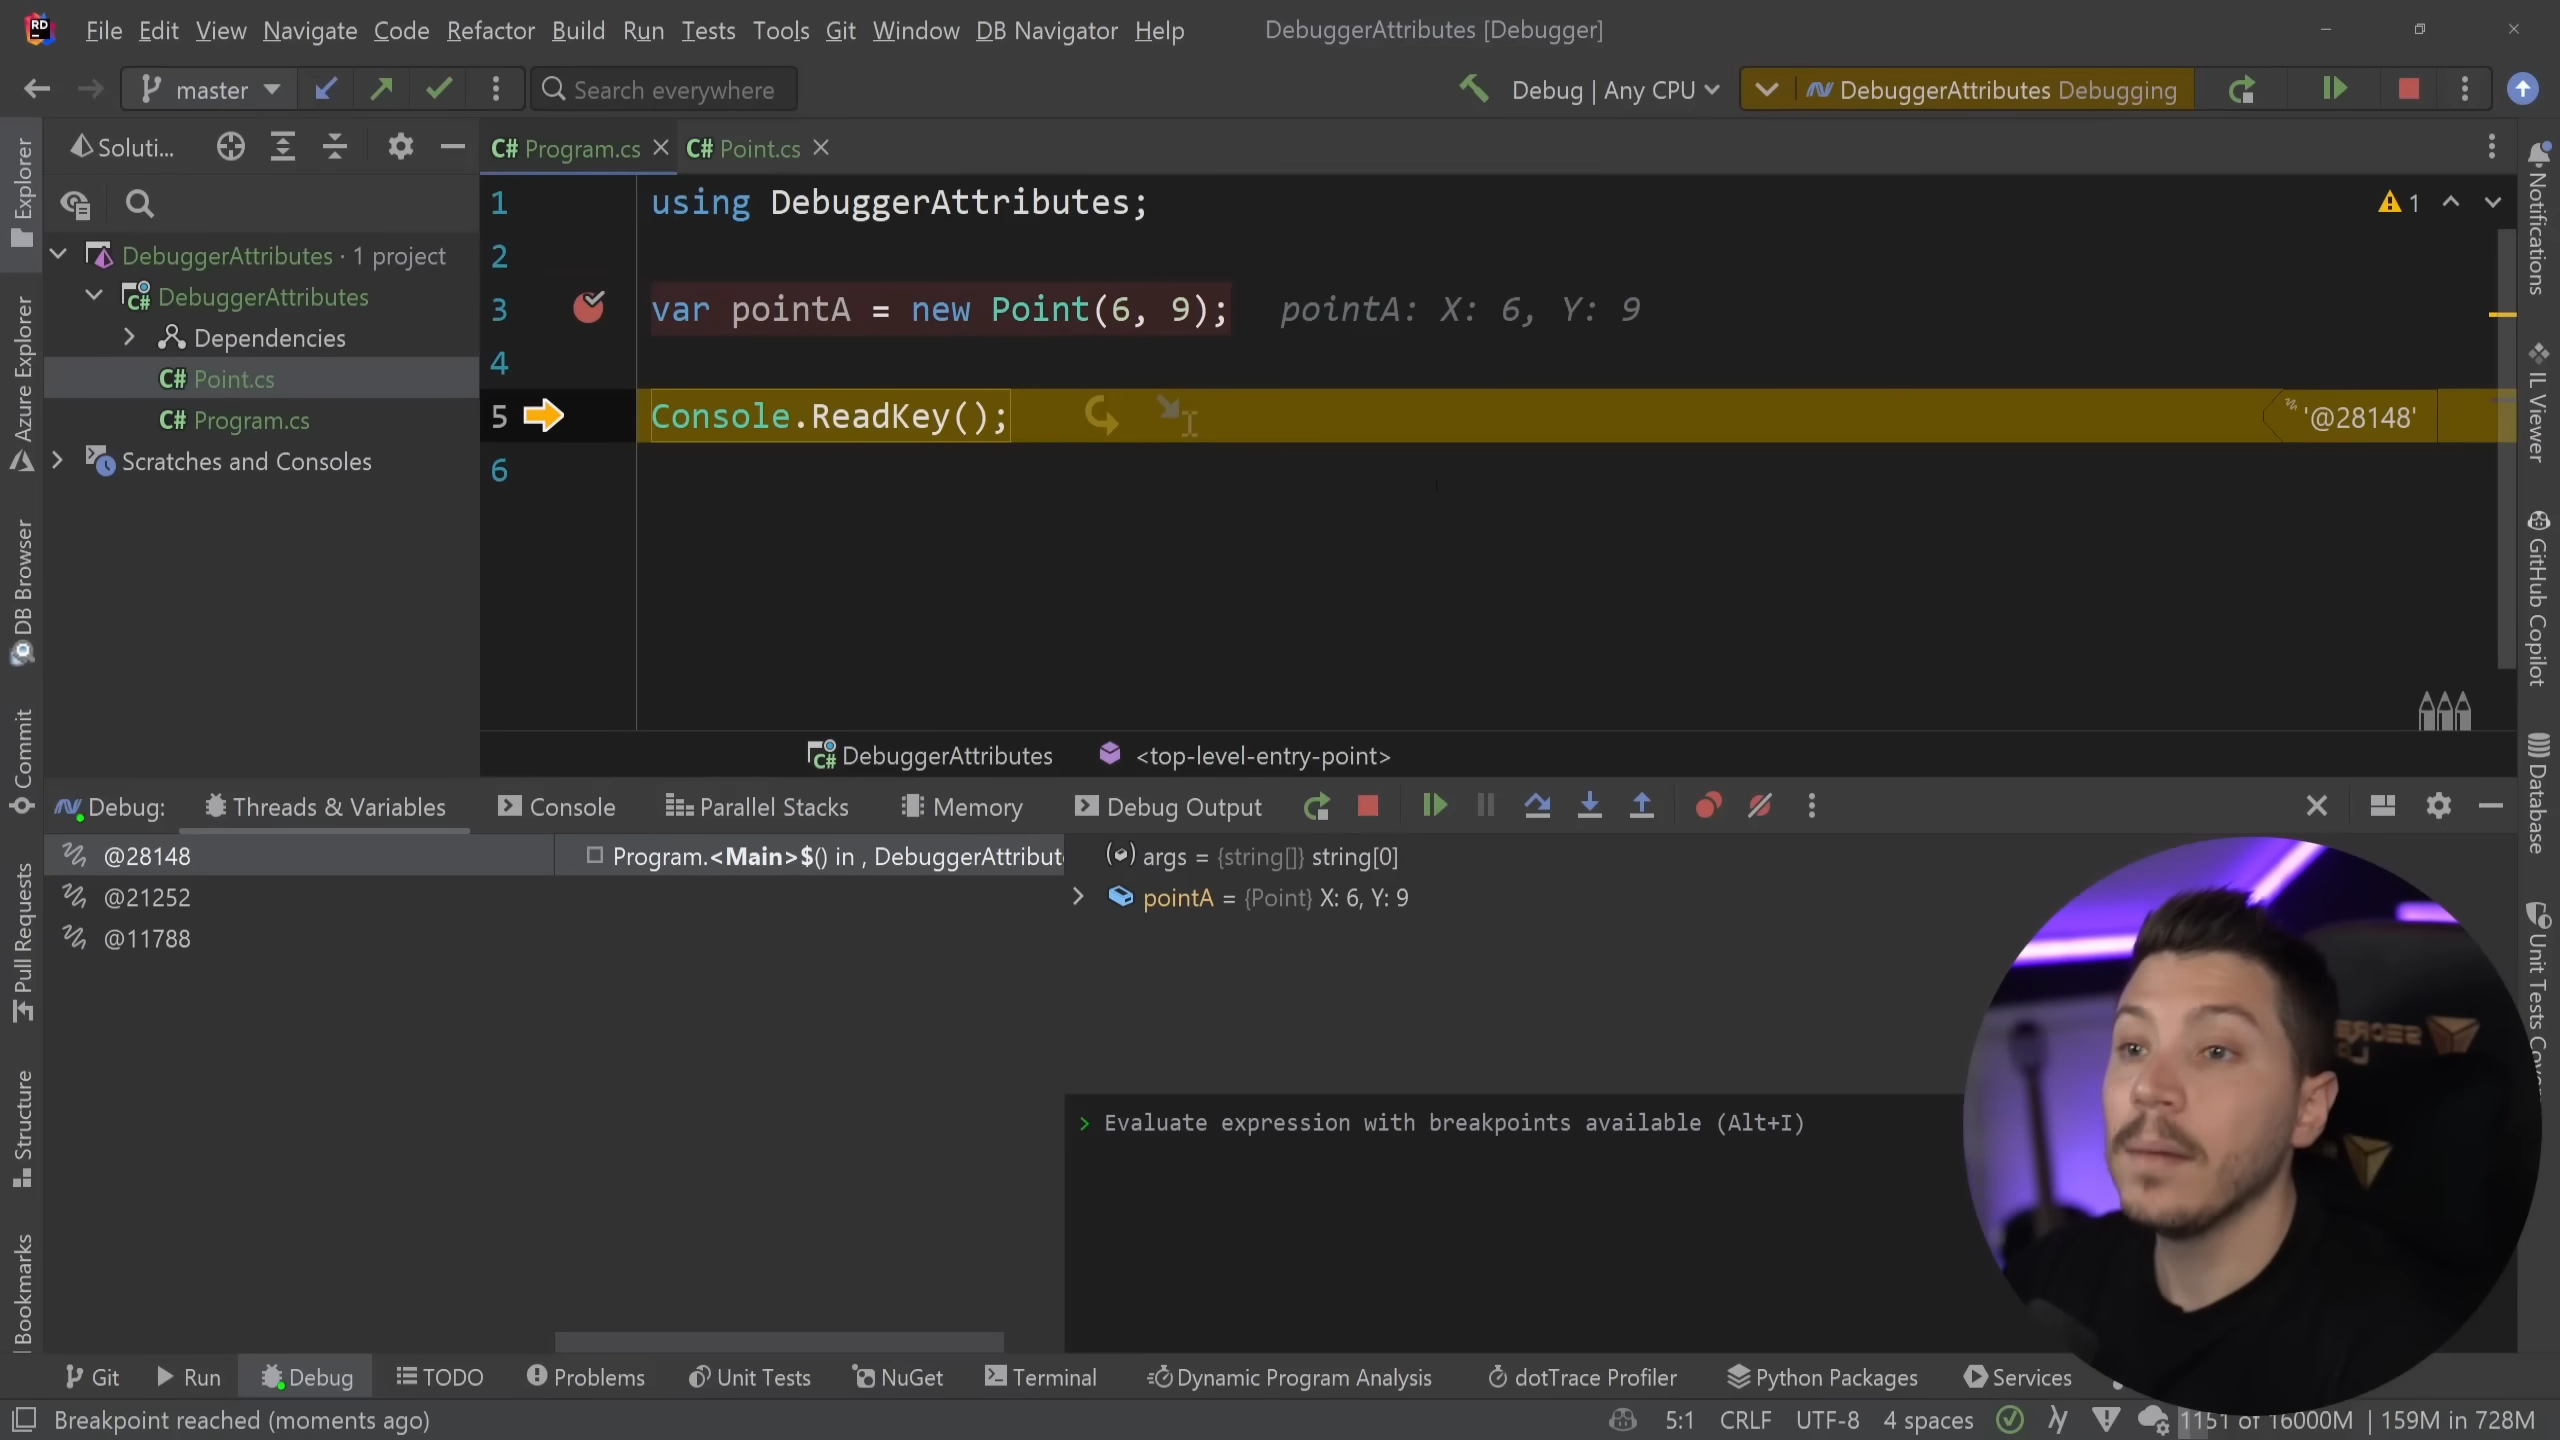 File Edit View Navigate Code Refactor Build Run Tests Tools Git Window DB Navigator Help DebuggerAttributes [Debugger]
master Search everywhere Debug | Any CPU DebuggerAttributes Debugging
Explorer
Azure Explorer
DB Browser
Commit
Pull Requests
Structure
Bookmarks
Soluti...
DebuggerAttributes · 1 project
DebuggerAttributes
Dependencies
C# Point.cs
C# Program.cs
Scratches and Consoles
C# Program.cs C# Point.cs
1 using DebuggerAttributes; 1
2
3 var pointA = new Point(6, 9); pointA: X: 6, Y: 9
4
5 Console.ReadKey(); '@28148'
6
DebuggerAttributes <top-level-entry-point>
Debug: Threads & Variables Console Parallel Stacks Memory Debug Output
@28148
@21252
@11788
Program.<Main>$() in , DebuggerAttribut
args = {string[]} string[0]
pointA = {Point} X: 6, Y: 9
> Evaluate expression with breakpoints available (Alt+I)
Notifications
IL Viewer
GitHub Copilot
Database
Unit Tests
Git Run Debug TODO Problems Unit Tests NuGet Terminal Dynamic Program Analysis dotTrace Profiler Python Packages Services
Breakpoint reached (moments ago) 5:1 CRLF UTF-8 4 spaces 1151 of 16000M | 159M in 728M